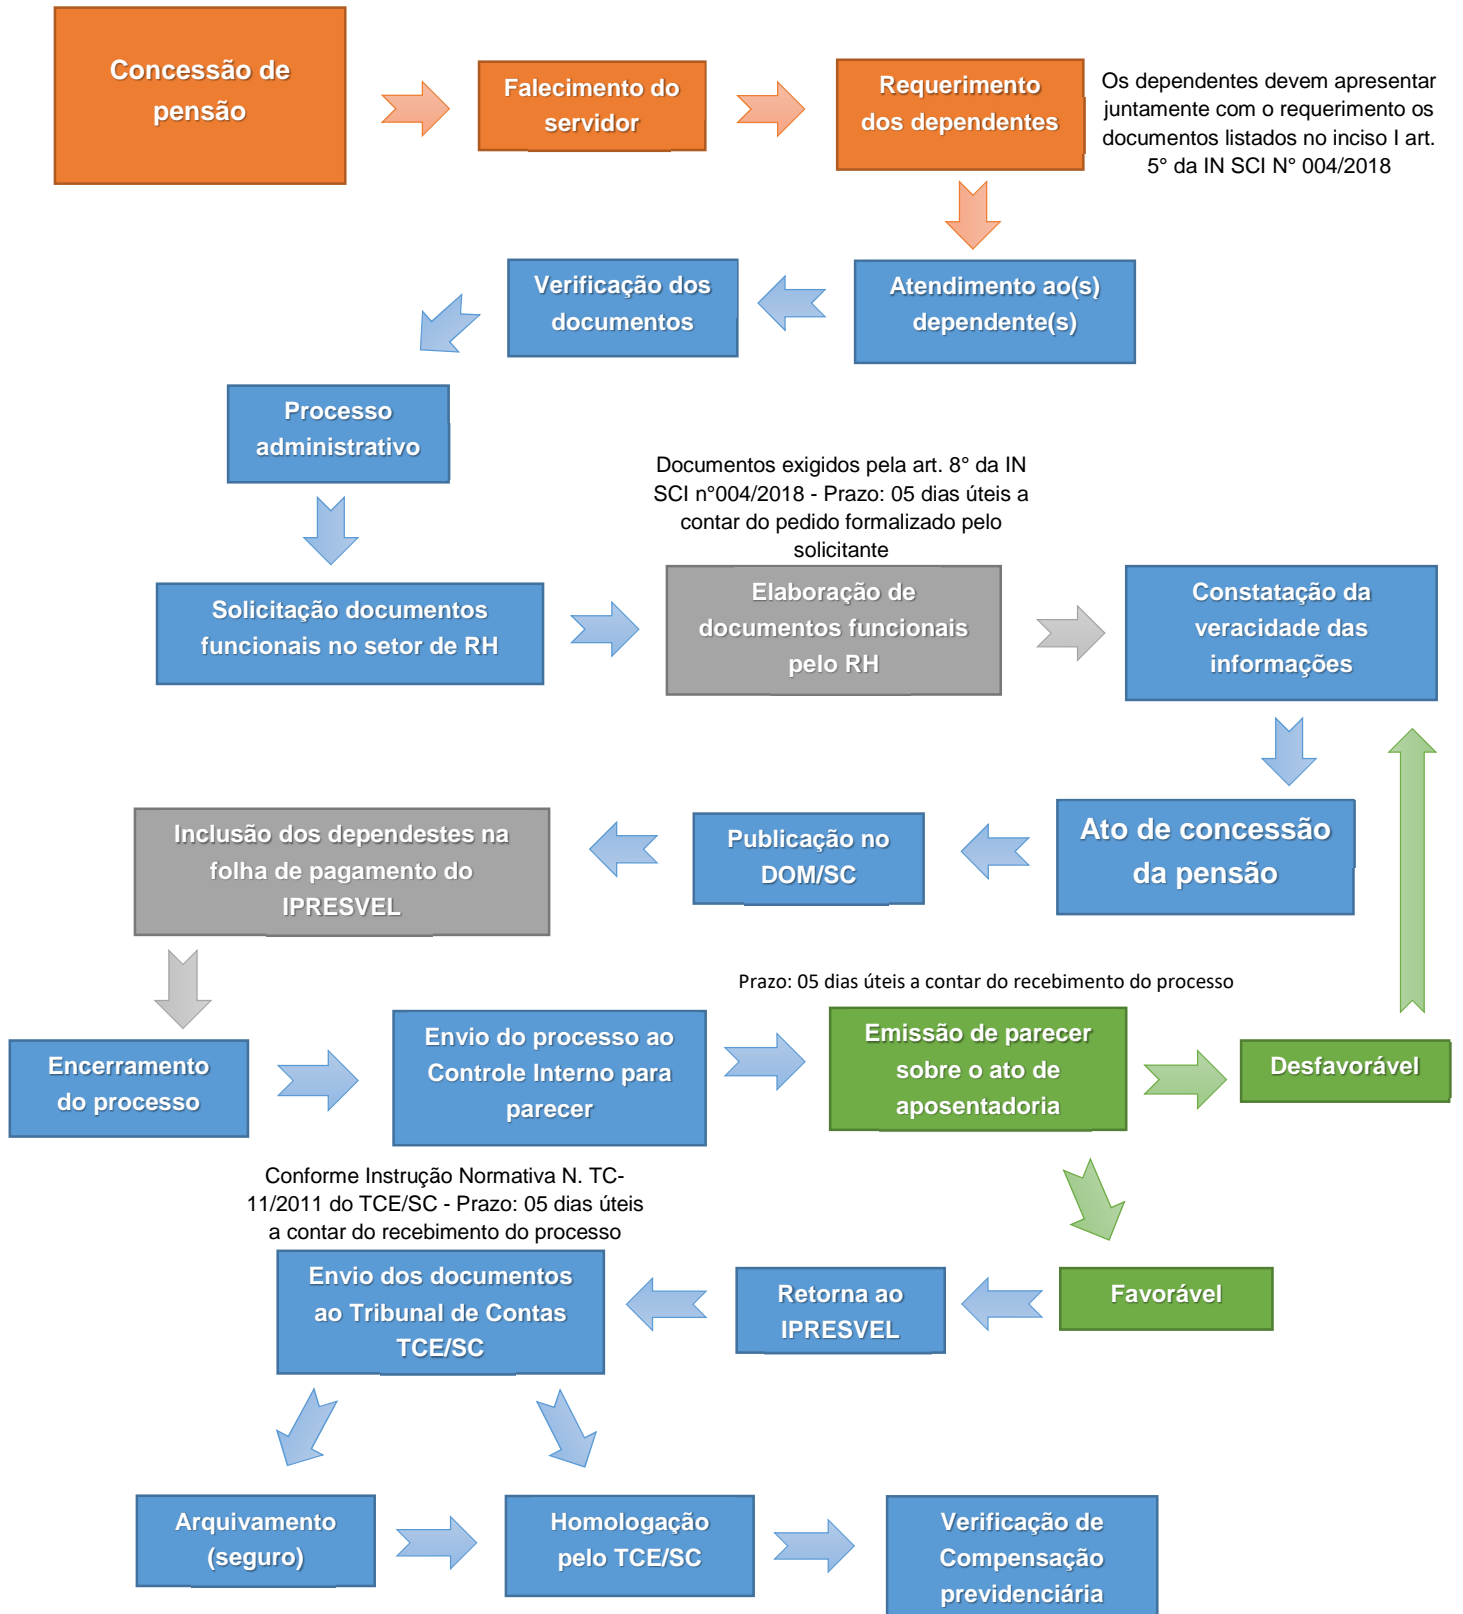 Concessão de
pensão
Falecimento do
servidor
Requerimento
dos dependentes
Os dependentes devem apresentar
juntamente com o requerimento os
documentos listados no inciso I art.
5° da IN SCI N° 004/2018
Verificação dos
documentos
Atendimento ao(s)
dependente(s)
Processo
administrativo
Documentos exigidos pela art. 8° da IN
SCI n°004/2018 - Prazo: 05 dias úteis a
contar do pedido formalizado pelo
solicitante
Solicitação documentos
funcionais no setor de RH
Elaboração de
documentos funcionais
pelo RH
Constatação da
veracidade das
informações
Inclusão dos dependestes na
folha de pagamento do
IPRESVEL
Publicação no
DOM/SC
Ato de concessão
da pensão
Prazo: 05 dias úteis a contar do recebimento do processo
Encerramento
do processo
Envio do processo ao
Controle Interno para
parecer
Emissão de parecer
sobre o ato de
aposentadoria
Desfavorável
Conforme Instrução Normativa N. TC-
11/2011 do TCE/SC - Prazo: 05 dias úteis
a contar do recebimento do processo
Envio dos documentos
ao Tribunal de Contas
TCE/SC
Retorna ao
IPRESVEL
Favorável
Arquivamento
(seguro)
Homologação
pelo TCE/SC
Verificação de
Compensação
previdenciária